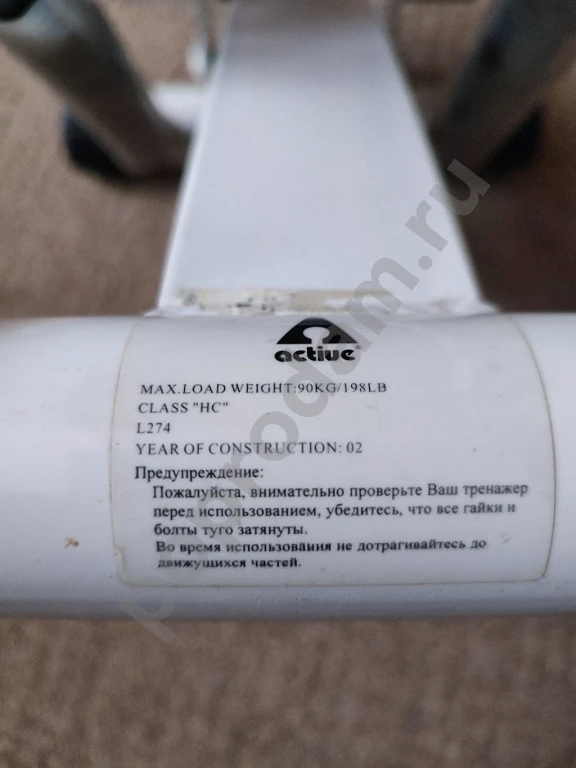 active
MAX.LOAD WEIGHT:90KG/198LB
CLASS "HC"
L274
YEAR OF CONSTRUCTION: 02
Предупреждение:
Пожалуйста, внимательно проверьте Ваш тренажер
перед использованием, убедитесь, что все гайки и
болты туго затянуты.
Во время использоваиия не дотрагивайтесь до
движущихся частей.